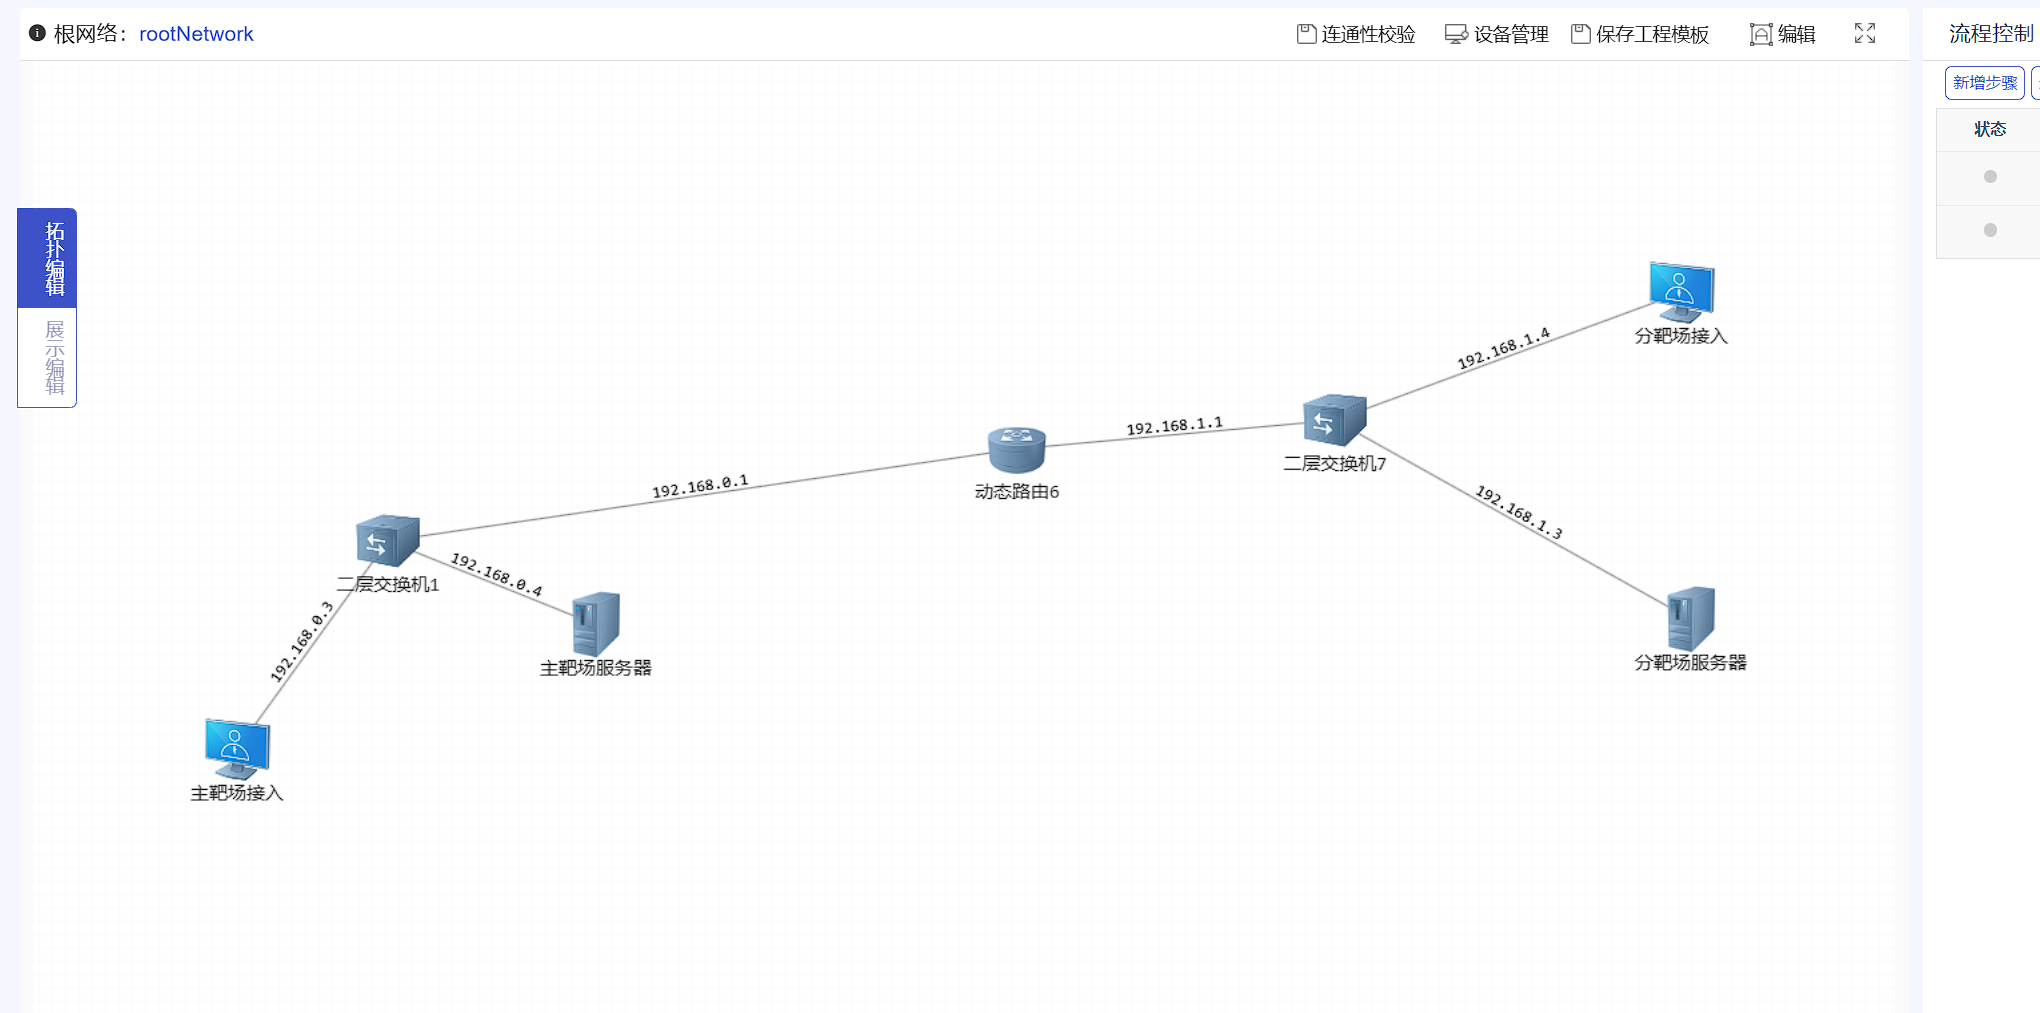 根网络：rootNetwork
连通性校验
设备管理
保存工程模板
编辑
流程控制
新增步骤
状态
拓扑编辑
展示编辑
分靶场接入
192.168.1.4
192.168.1.1
二层交换机7
动态路由6
192.168.0.1
192.168.1.3
二层交换机1
192.168.0.4
192.168.0.3
主靶场服务器
分靶场服务器
主靶场接入